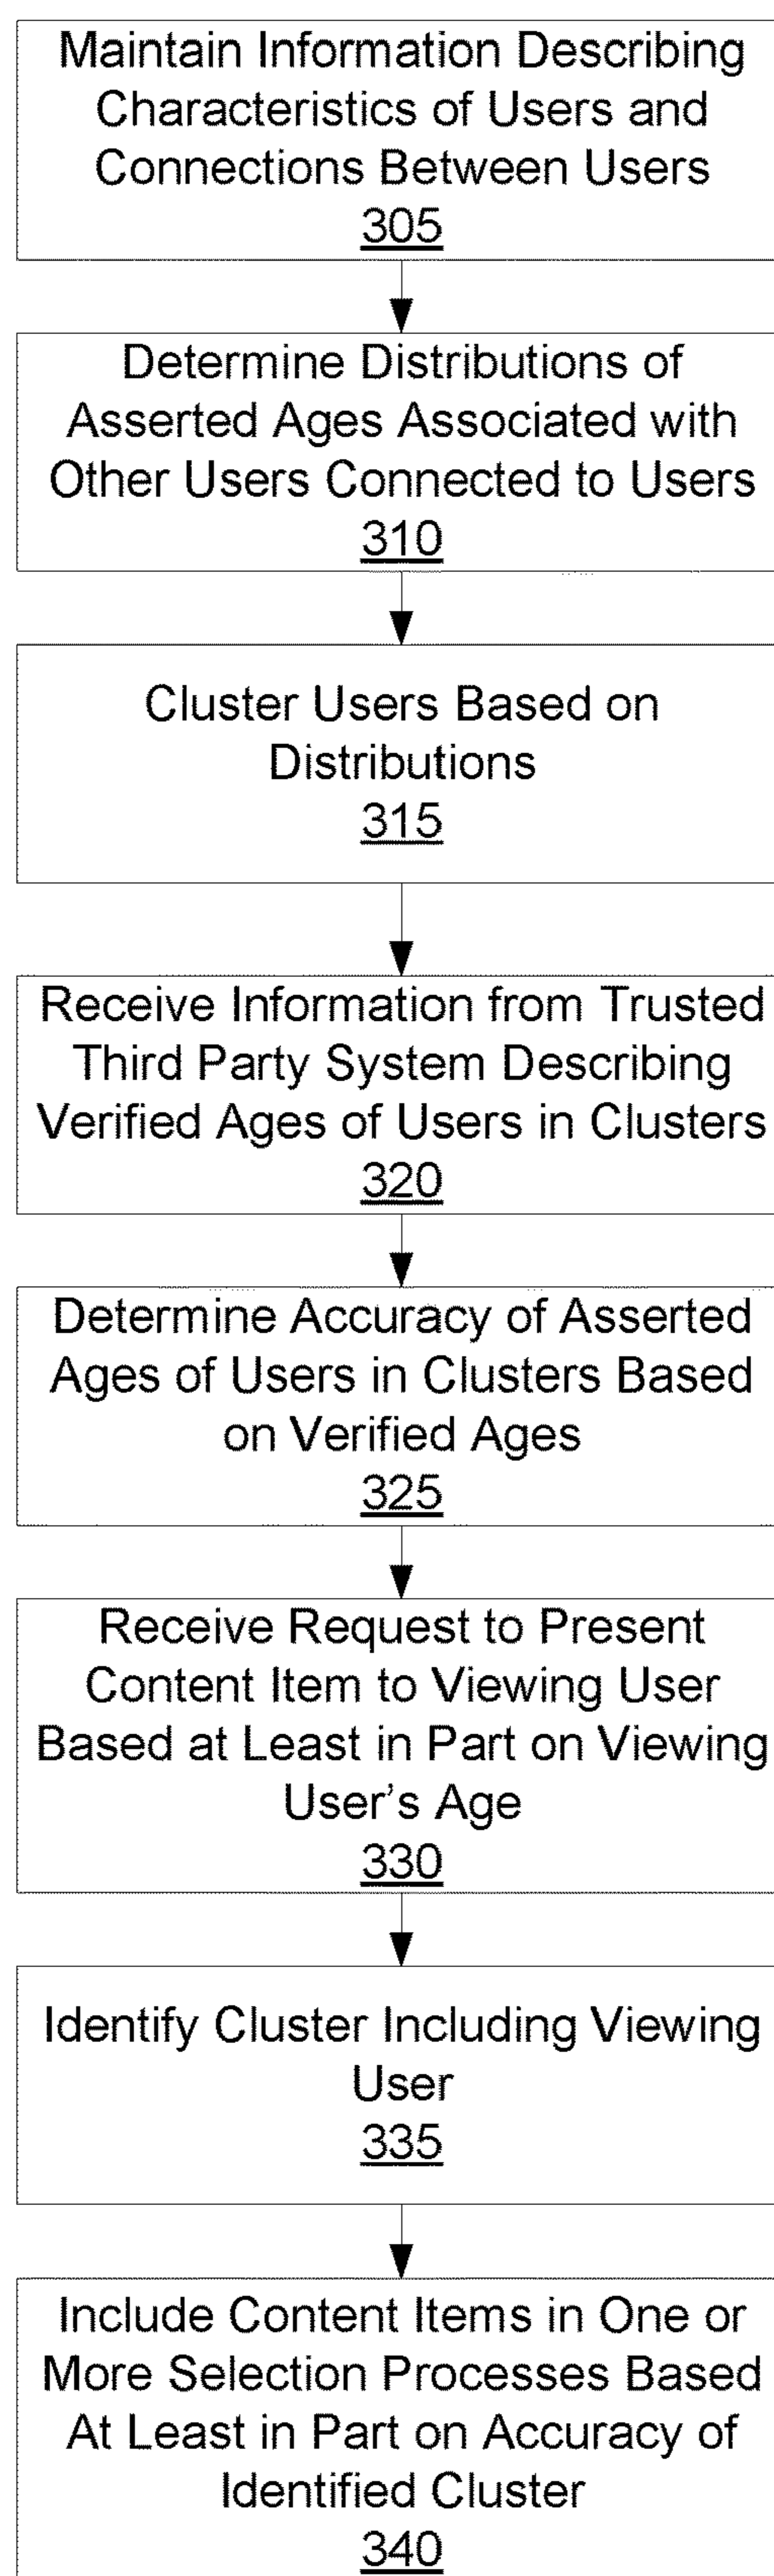 Maintain Information Describing
Characteristics of Users and
Connections Between Users
305
Determine Distributions of
Asserted Ages Associated with
Other Users Connected to Users
310
Cluster Users Based on
Distributions
315
Receive Information from Trusted
Third Party System Describing
Verified Ages of Users in Clusters
320
Determine Accuracy of Asserted
Ages of Users in Clusters Based
on Verified Ages
325
Receive Request to Present
Content Item to Viewing User
Based at Least in Part on Viewing
User's Age
330
Identify Cluster Including Viewing
User
335
Include Content Items in One or
More Selection Processes Based
At Least in Part on Accuracy of
Identified Cluster
340